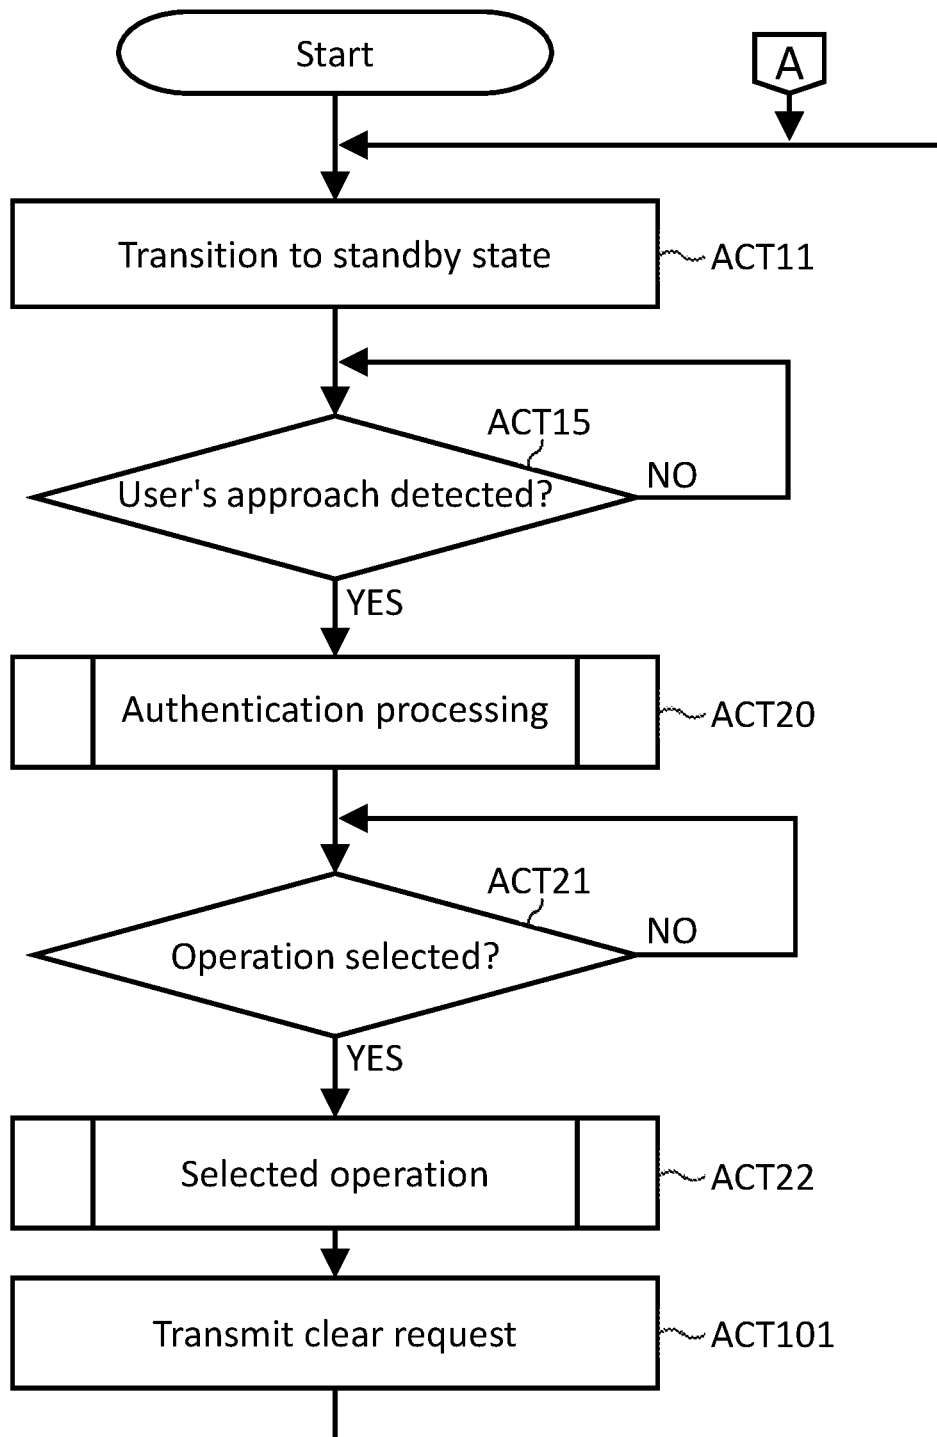 Start
A
Transition to standby state
ACT11
ACT15
User's approach detected?
NO
YES
Authentication processing
ACT20
ACT21
Operation selected?
NO
YES
Selected operation
ACT22
Transmit clear request
ACT101